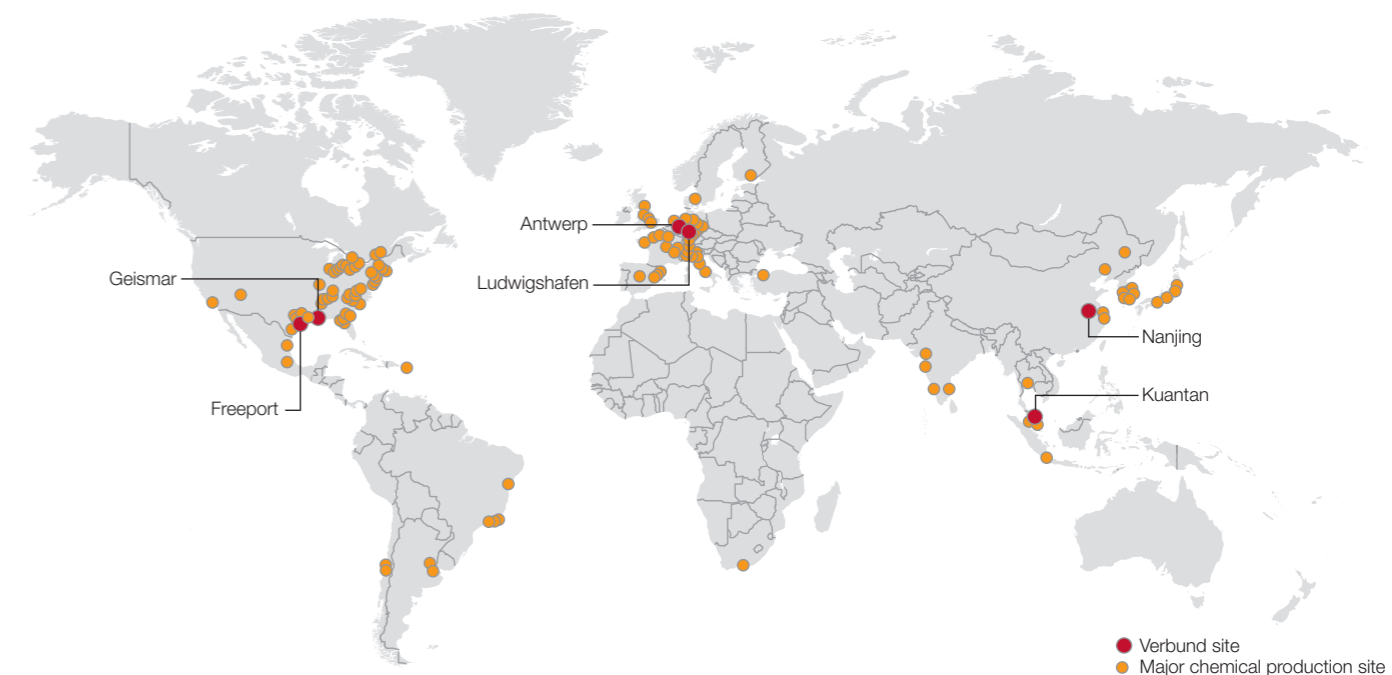 Antwerp
Geismar
Ludwigshafen
Nanjing
Kuantan
Freeport
Verbund site
Major chemical production site